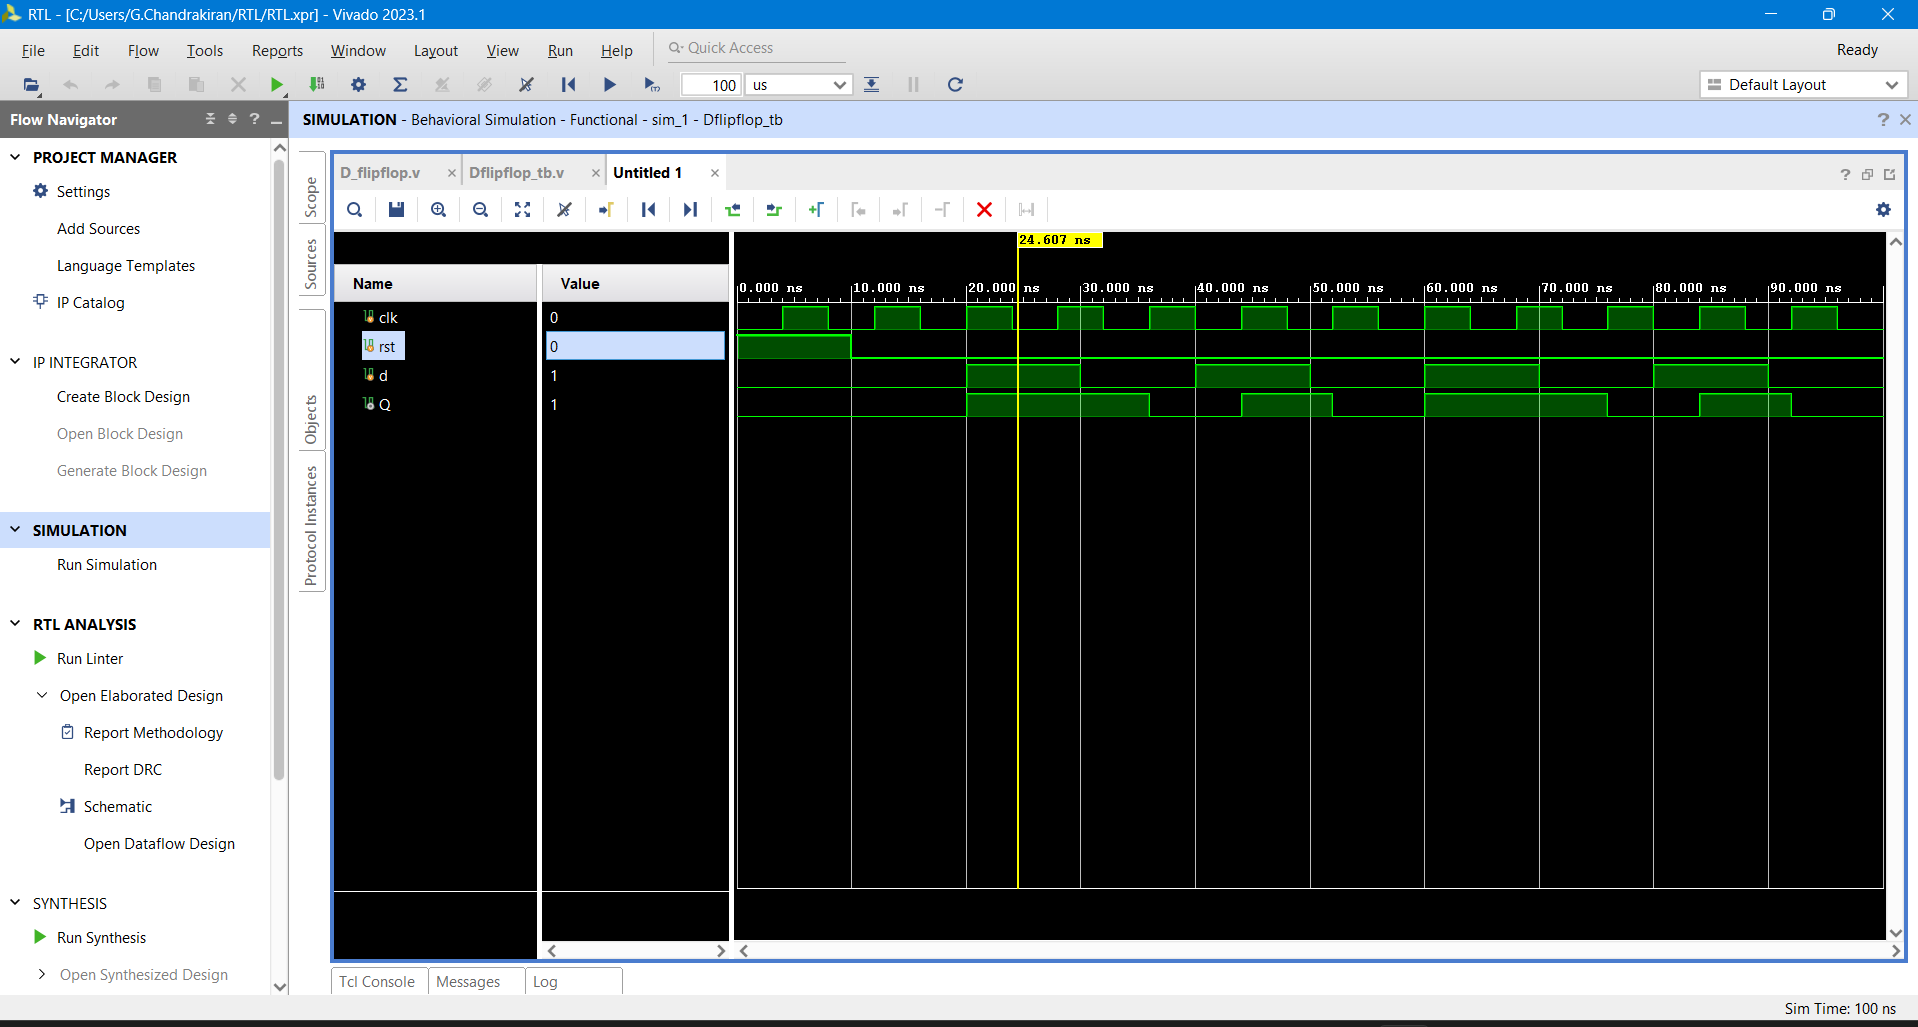 RTL - [C:/Users/G.Chandrakiran/RTL/RTL.xpr] - Vivado 2023.1
File Edit Flow Tools Reports Window Layout View Run Help Quick Access Ready
100 us Default Layout
Flow Navigator
SIMULATION - Behavioral Simulation - Functional - sim_1 - Dflipflop_tb
PROJECT MANAGER
Settings
Add Sources
Language Templates
IP Catalog
IP INTEGRATOR
Create Block Design
Open Block Design
Generate Block Design
SIMULATION
Run Simulation
RTL ANALYSIS
Run Linter
Open Elaborated Design
Report Methodology
Report DRC
Schematic
Open Dataflow Design
SYNTHESIS
Run Synthesis
Open Synthesized Design
Scope
Sources
Objects
Protocol Instances
D_flipflop.v Dflipflop_tb.v Untitled 1
24.607 ns
Name Value
0.000 ns 10.000 ns 20.000 ns 30.000 ns 40.000 ns 50.000 ns 60.000 ns 70.000 ns 80.000 ns 90.000 ns
clk 0
rst 0
d 1
Q 1
Tcl Console Messages Log
Sim Time: 100 ns